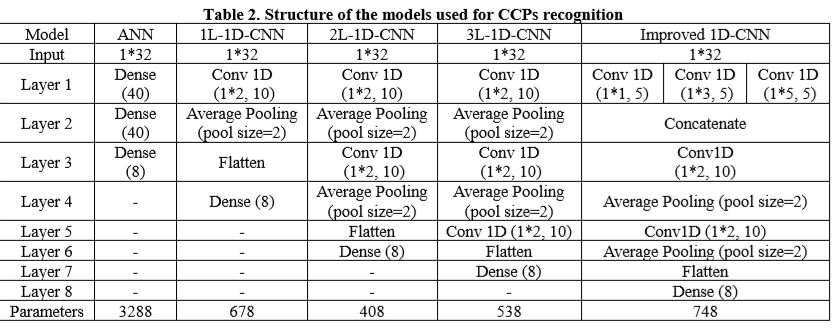 Table 2. Structure of the models used for CCPs recognition
Model ANN 1L-1D-CNN 2L-1D-CNN 3L-1D-CNN Improved 1D-CNN
Input 1*32 1*32 1*32 1*32 1*32
Layer 1 Dense (40) Conv 1D (1*2, 10) Conv 1D (1*2, 10) Conv 1D (1*2, 10) Conv 1D (1*1, 5) Conv 1D (1*3, 5) Conv 1D (1*5, 5)
Layer 2 Dense (40) Average Pooling (pool size=2) Average Pooling (pool size=2) Average Pooling (pool size=2) Concatenate
Layer 3 Dense (8) Flatten Conv 1D (1*2, 10) Conv 1D (1*2, 10) Conv1D (1*2, 10)
Layer 4 - Dense (8) Average Pooling (pool size=2) Average Pooling (pool size=2) Average Pooling (pool size=2)
Layer 5 - - Flatten Conv 1D (1*2, 10) Conv1D (1*2, 10)
Layer 6 - - Dense (8) Flatten Average Pooling (pool size=2)
Layer 7 - - - Dense (8) Flatten
Layer 8 - - - - Dense (8)
Parameters 3288 678 408 538 748